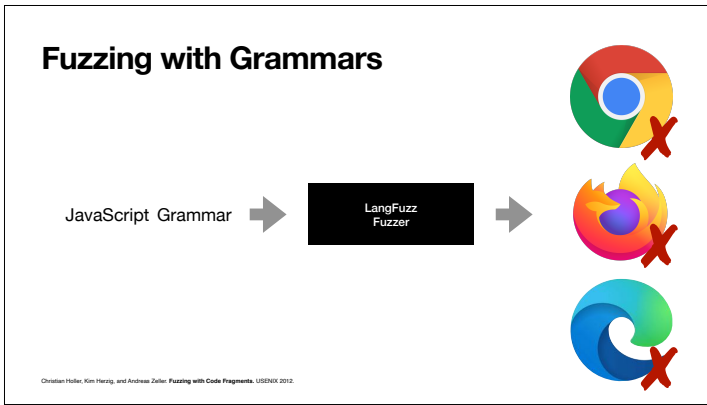 Fuzzing with Grammars
JavaScript Grammar
LangFuzz
Fuzzer
Christian Holler, Kim Herzig, and Andreas Zeller. Fuzzing with Code Fragments. USENIX 2012.